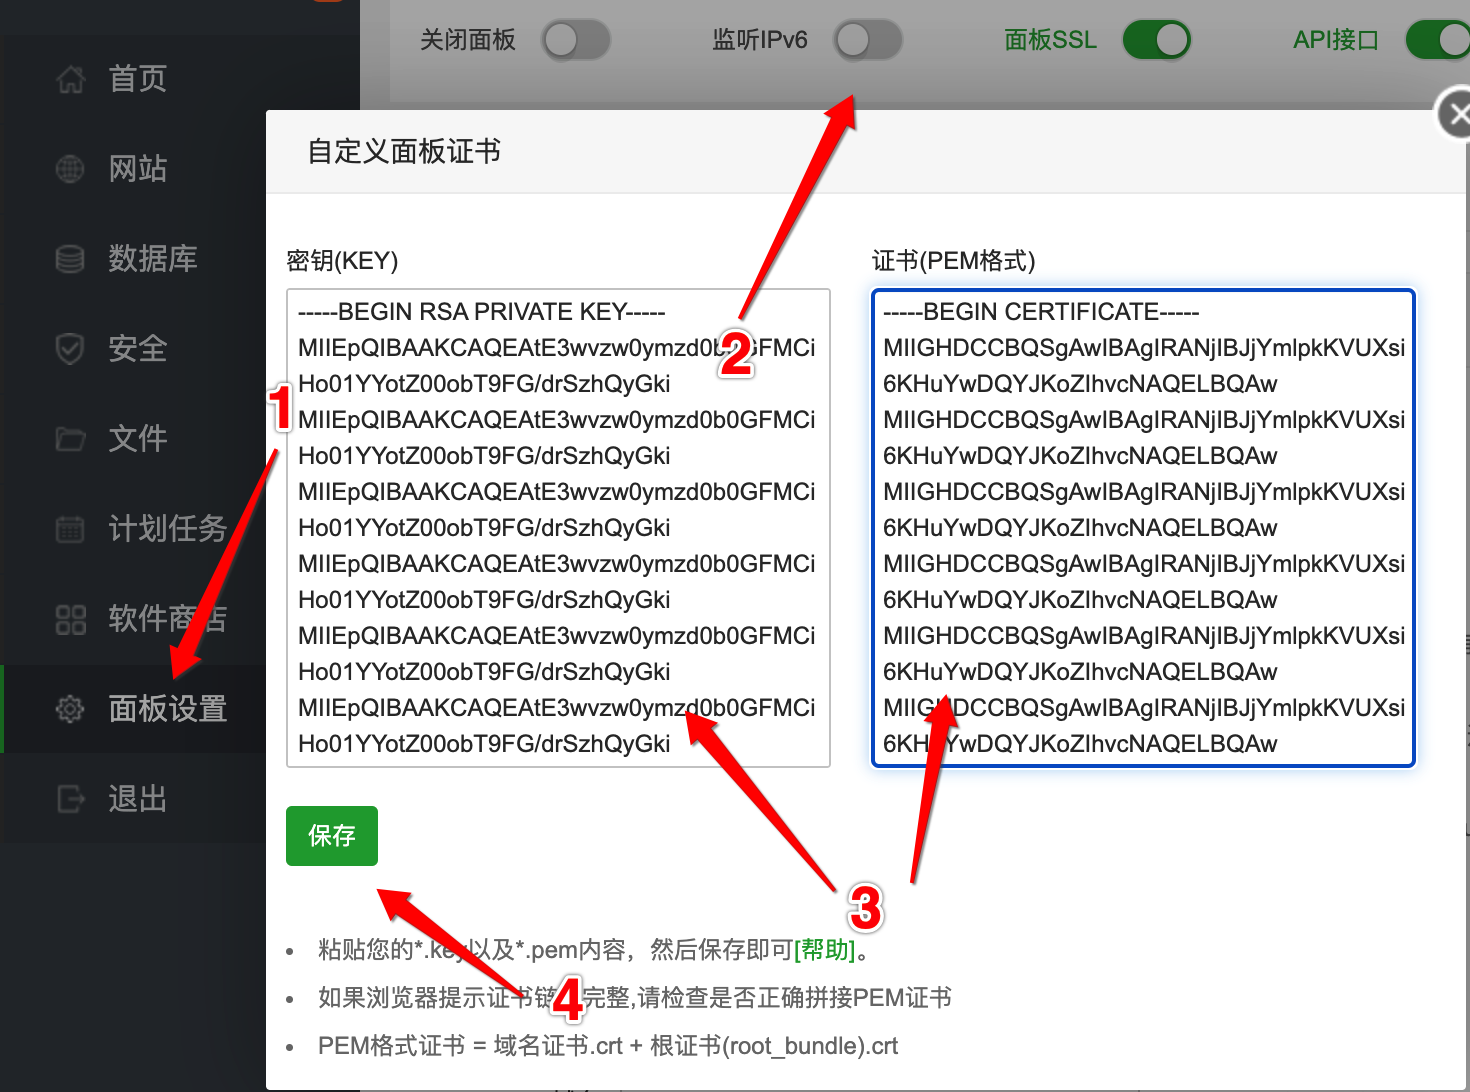 关闭面板
监听IPv6
面板SSL
API接口
首页
网站
数据库
安全
文件
计划任务
软件商店
面板设置
退出
自定义面板证书
密钥(KEY)
-----BEGIN RSA PRIVATE KEY-----
MIIEpQIBAAKCAQEAtE3wvzw0ymzd0b0GFMCi
Ho01YYotZ00obT9FG/drSzhQyGki
MIIEpQIBAAKCAQEAtE3wvzw0ymzd0b0GFMCi
Ho01YYotZ00obT9FG/drSzhQyGki
MIIEpQIBAAKCAQEAtE3wvzw0ymzd0b0GFMCi
Ho01YYotZ00obT9FG/drSzhQyGki
MIIEpQIBAAKCAQEAtE3wvzw0ymzd0b0GFMCi
Ho01YYotZ00obT9FG/drSzhQyGki
MIIEpQIBAAKCAQEAtE3wvzw0ymzd0b0GFMCi
Ho01YYotZ00obT9FG/drSzhQyGki
MIIEpQIBAAKCAQEAtE3wvzw0ymzd0b0GFMCi
Ho01YYotZ00obT9FG/drSzhQyGki
证书(PEM格式)
-----BEGIN CERTIFICATE-----
MIIGHDCCBQSgAwIBAgIRANjIBJjYmlpkKVUXsi
6KHuYwDQYJKoZIhvcNAQELBQAw
MIIGHDCCBQSgAwIBAgIRANjIBJjYmlpkKVUXsi
6KHuYwDQYJKoZIhvcNAQELBQAw
MIIGHDCCBQSgAwIBAgIRANjIBJjYmlpkKVUXsi
6KHuYwDQYJKoZIhvcNAQELBQAw
MIIGHDCCBQSgAwIBAgIRANjIBJjYmlpkKVUXsi
6KHuYwDQYJKoZIhvcNAQELBQAw
MIIGHDCCBQSgAwIBAgIRANjIBJjYmlpkKVUXsi
6KHuYwDQYJKoZIhvcNAQELBQAw
MIIGHDCCBQSgAwIBAgIRANjIBJjYmlpkKVUXsi
6KHuYwDQYJKoZIhvcNAQELBQAw
1
2
3
4
保存
粘贴您的*.key以及*.pem内容，然后保存即可[帮助]。
如果浏览器提示证书链不完整,请检查是否正确拼接PEM证书
PEM格式证书 = 域名证书.crt + 根证书(root_bundle).crt